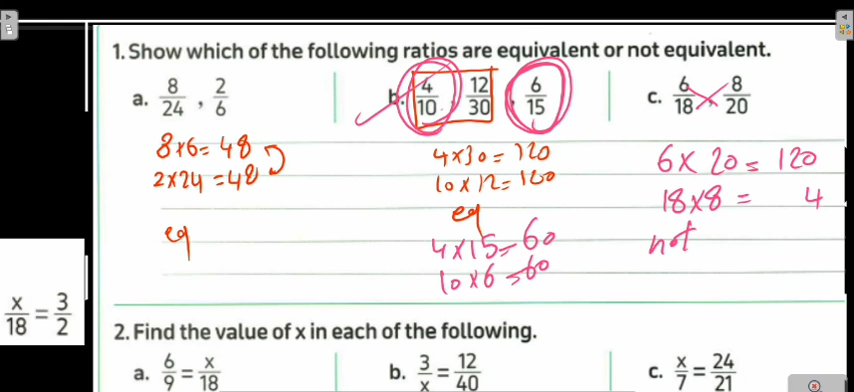 1. Show which of the following ratios are equivalent or not equivalent.
a. 8/24 , 2/6
b. 4/10 , 12/30 , 6/15
c. 6/18 , 8/20
8×6=48
2×24=48
eq
4×30=120
10×12=120
eq
4×15=60
10×6=60
6×20=120
18×8= 4
not
x/18 = 3/2
2. Find the value of x in each of the following.
a. 6/9 = x/18
b. 3/x = 12/40
c. x/7 = 24/21